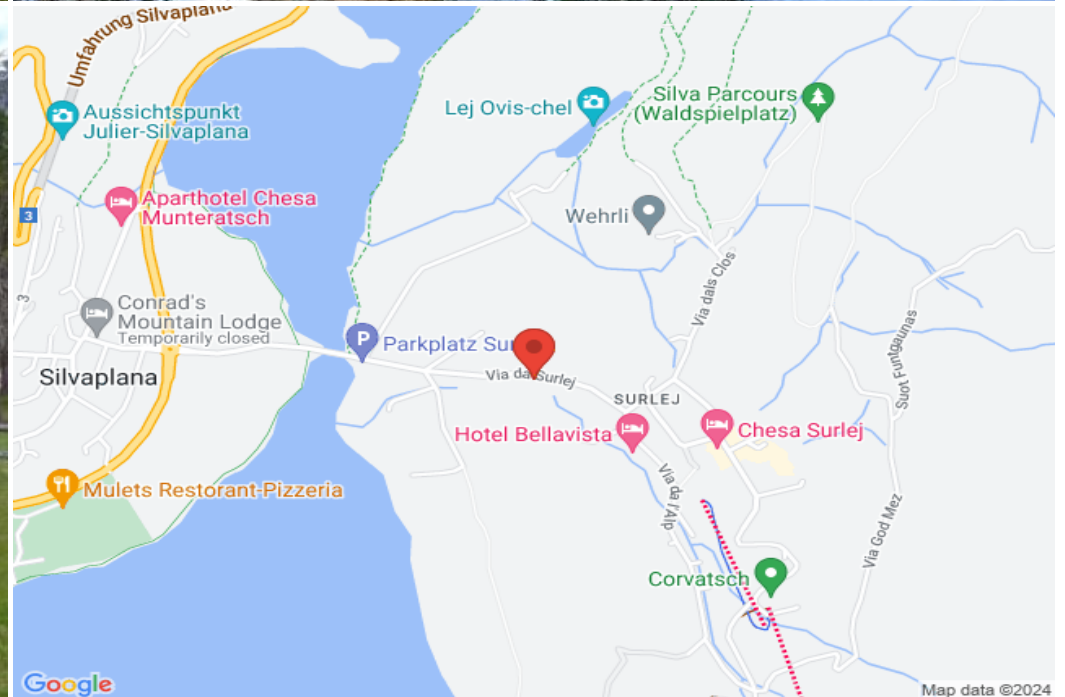 Umfahrung Silvaplana
Aussichtspunkt
Julier-Silvaplana
Lej Ovis-chel
Silva Parcours
(Waldspielplatz)
Aparthotel Chesa
Munteratsch
3
Wehrli
Via dals Clos
3
Conrad's
Mountain Lodge
Temporarily closed
Suot Funtgaunas
Parkplatz Sur
Silvaplana
Via da Surlej
SURLEJ
Hotel Bellavista
Chesa Surlej
Mulets Restorant-Pizzeria
Via da l'Alp
Via God Mez
Corvatsch
Google
Map data ©2024